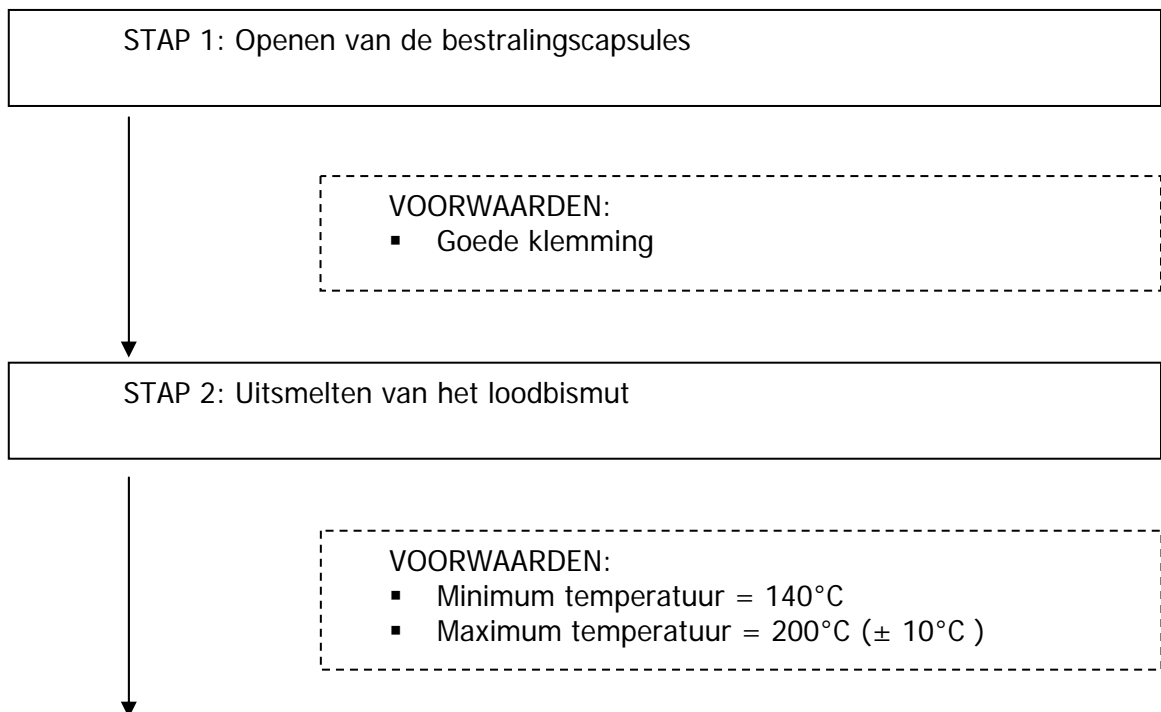 STAP 1: Openen van de bestralingscapsules
VOORWAARDEN:
▪ Goede klemming
STAP 2: Uitsmelten van het loodbismut
VOORWAARDEN:
▪ Minimum temperatuur = 140°C
▪ Maximum temperatuur = 200°C (± 10°C )